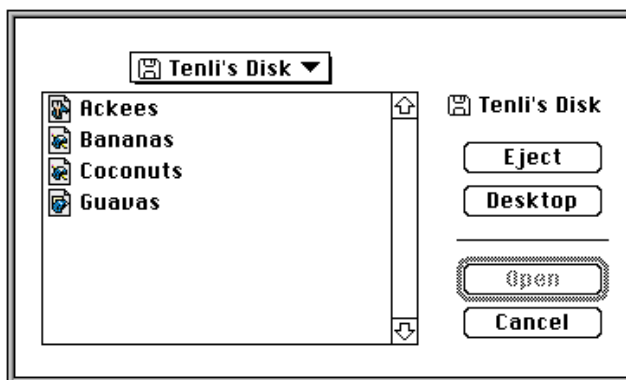 Tenli's Disk
Ackees
Bananas
Coconuts
Guavas
Tenli's Disk
Eject
Desktop
Open
Cancel